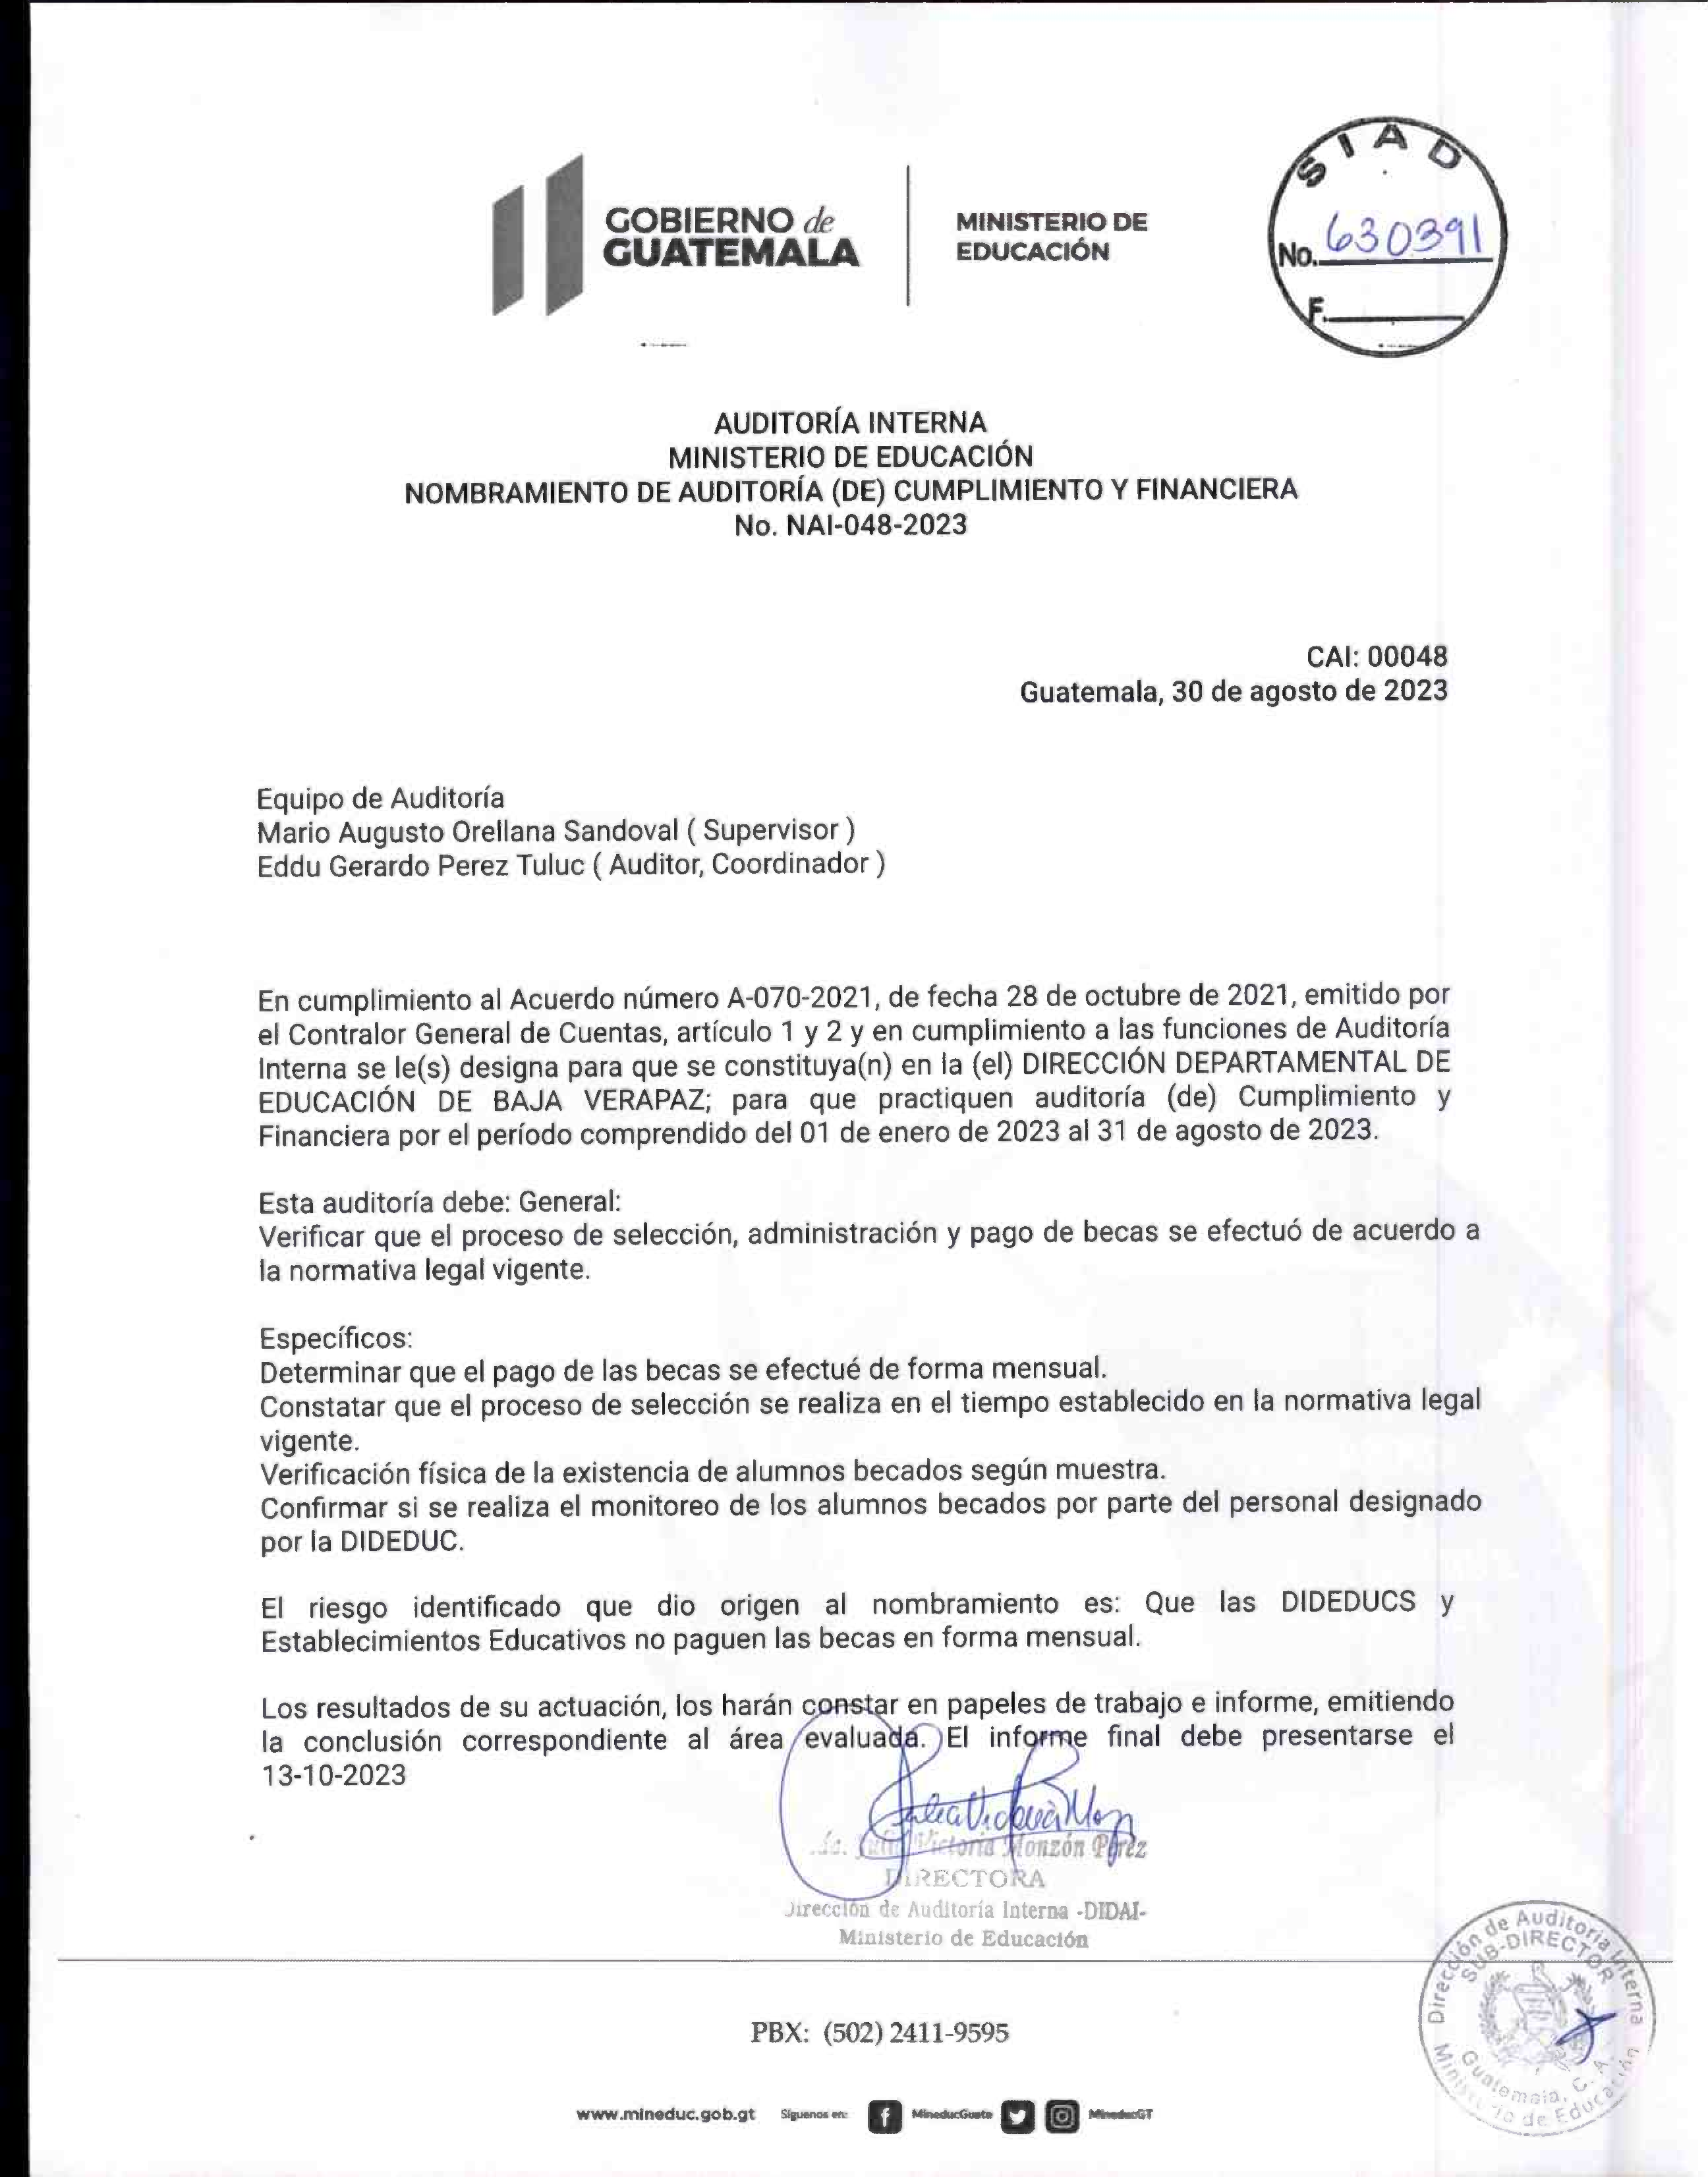 SIAD
No. 630391
F.
GOBIERNO de
GUATEMALA
MINISTERIO DE
EDUCACIÓN
AUDITORÍA INTERNA
MINISTERIO DE EDUCACIÓN
NOMBRAMIENTO DE AUDITORÍA (DE) CUMPLIMIENTO Y FINANCIERA
No. NAI-048-2023
CAI: 00048
Guatemala, 30 de agosto de 2023
Equipo de Auditoría
Mario Augusto Orellana Sandoval ( Supervisor )
Eddu Gerardo Perez Tuluc ( Auditor, Coordinador )
En cumplimiento al Acuerdo número A-070-2021, de fecha 28 de octubre de 2021, emitido por
el Contralor General de Cuentas, artículo 1 y 2 y en cumplimiento a las funciones de Auditoría
Interna se le(s) designa para que se constituya(n) en la (el) DIRECCIÓN DEPARTAMENTAL DE
EDUCACIÓN DE BAJA VERAPAZ; para que practiquen auditoría (de) Cumplimiento y
Financiera por el período comprendido del 01 de enero de 2023 al 31 de agosto de 2023.
Esta auditoría debe: General:
Verificar que el proceso de selección, administración y pago de becas se efectuó de acuerdo a
la normativa legal vigente.
Específicos:
Determinar que el pago de las becas se efectué de forma mensual.
Constatar que el proceso de selección se realiza en el tiempo establecido en la normativa legal
vigente.
Verificación física de la existencia de alumnos becados según muestra.
Confirmar si se realiza el monitoreo de los alumnos becados por parte del personal designado
por la DIDEDUC.
El riesgo identificado que dio origen al nombramiento es: Que las DIDEDUCS y
Establecimientos Educativos no paguen las becas en forma mensual.
Los resultados de su actuación, los harán constar en papeles de trabajo e informe, emitiendo
la conclusión correspondiente al área evaluada. El informe final debe presentarse el
13-10-2023
Victoria Monzón Pérez
DIRECTORA
Dirección de Auditoría Interna -DIDAI-
Ministerio de Educación
Dirección de Auditoría Interna
SUB-DIRECTOR
Guatemala, C. A.
Ministerio de Educación
PBX: (502) 2411-9595
www.mineduc.gob.gt Síguenos en: MineducGuate MineducGT